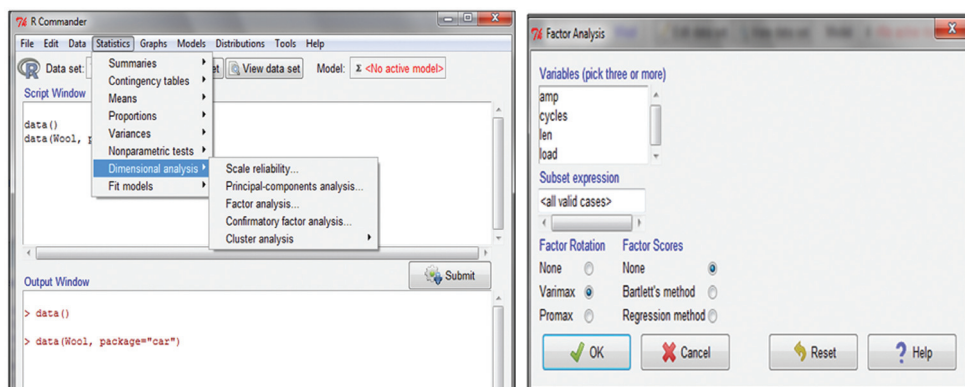 R Commander
File Edit Data Statistics Graphs Models Distributions Tools Help
Data set: et View data set Model: Σ <No active model>
Summaries
Contingency tables
Means
Proportions
Variances
Nonparametric tests
Dimensional analysis
Fit models
Scale reliability...
Principal-components analysis...
Factor analysis...
Confirmatory factor analysis...
Cluster analysis
Script Window
data()
data(Wool, p
Submit
Output Window
> data()
> data(Wool, package="car")
Factor Analysis
Variables (pick three or more)
amp
cycles
len
load
Subset expression
<all valid cases>
Factor Rotation Factor Scores
None None
Varimax Bartlett's method
Promax Regression method
OK Cancel Reset Help